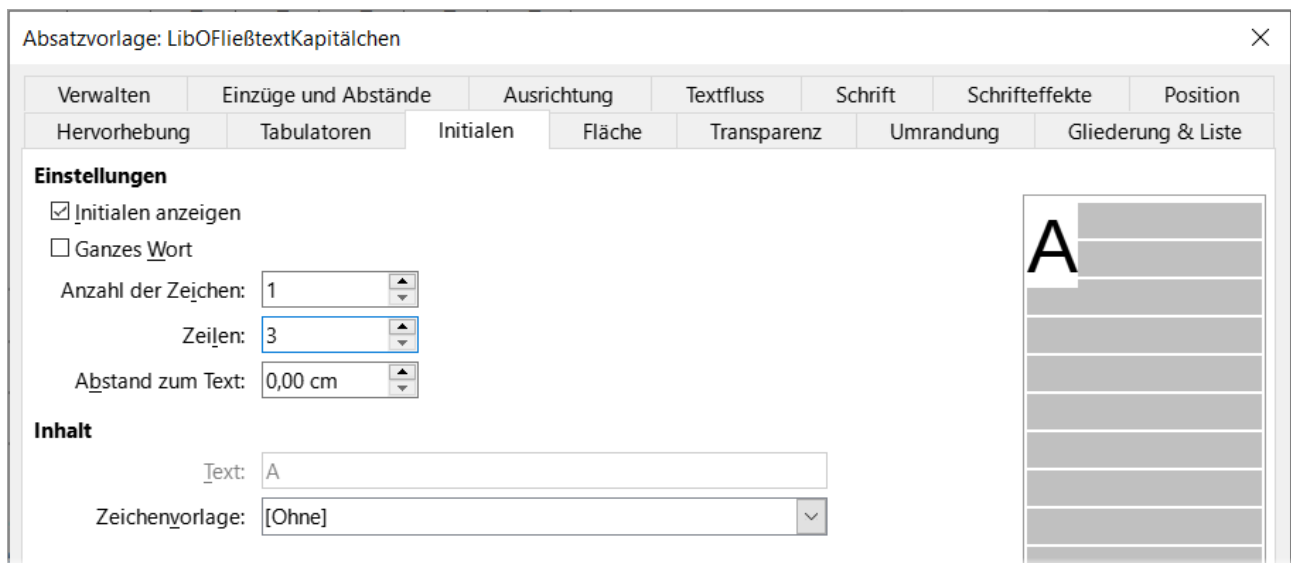 Absatzvorlage: LibOFließtextKapitälchen
Verwalten Einzüge und Abstände Ausrichtung Textfluss Schrift Schrifteffekte Position
Hervorhebung Tabulatoren Initialen Fläche Transparenz Umrandung Gliederung & Liste
Einstellungen
Initialen anzeigen
Ganzes Wort
Anzahl der Zeichen: 1
Zeilen: 3
Abstand zum Text: 0,00 cm
A
Inhalt
Text: A
Zeichenvorlage: [Ohne]